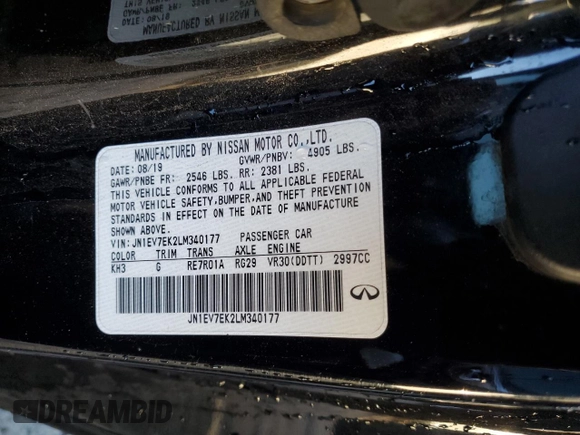 MANUFACTURED BY NISSAN M
MANUFACTURED BY NISSAN MOTOR CO.,LTD.
DATE: 08/19 GVWR/PNBV: 4905 LBS.
GAWR/PNBE FR: 2546 LBS. RR: 2381 LBS.
THIS VEHICLE CONFORMS TO ALL APPLICABLE FEDERAL
MOTOR VEHICLE SAFETY,BUMPER,AND THEFT PREVENTION
STANDARDS IN EFFECT ON THE DATE OF MANUFACTURE
SHOWN ABOVE.
VIN: JN1EV7EK2LM340177 PASSENGER CAR
COLOR TRIM TRANS AXLE ENGINE
KH3 G RE7R01A RG29 VR30(DDTT) 2997CC
JN1EV7EK2LM340177
DREAMBID